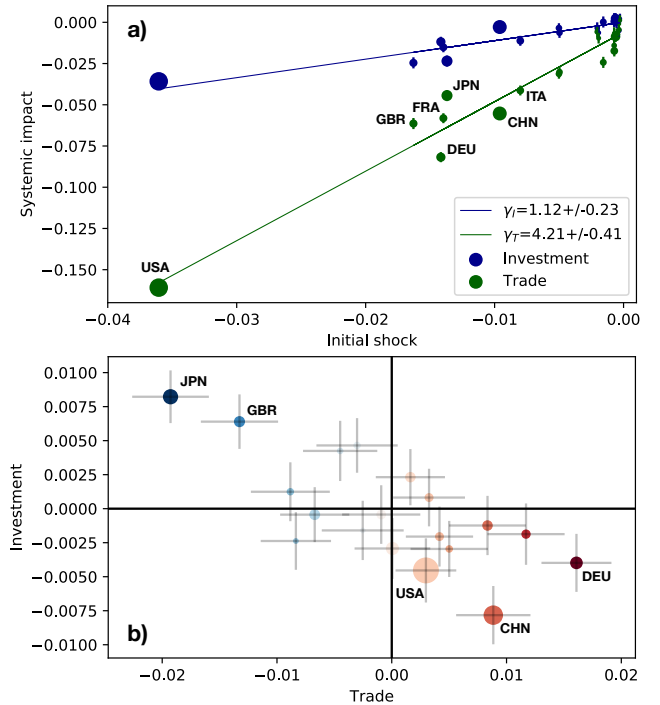 a)
0.000
−0.025
−0.050
−0.075
−0.100
−0.125
−0.150
Systemic impact
JPN
FRA
GBR
ITA
CHN
DEU
USA
γI=1.12+/-0.23
γT=4.21+/-0.41
Investment
Trade
−0.04 −0.03 −0.02 −0.01 0.00
Initial shock
0.0100
0.0075
0.0050
0.0025
0.0000
−0.0025
−0.0050
−0.0075
−0.0100
Investment
JPN
GBR
USA
DEU
CHN
b)
−0.02 −0.01 0.00 0.01 0.02
Trade